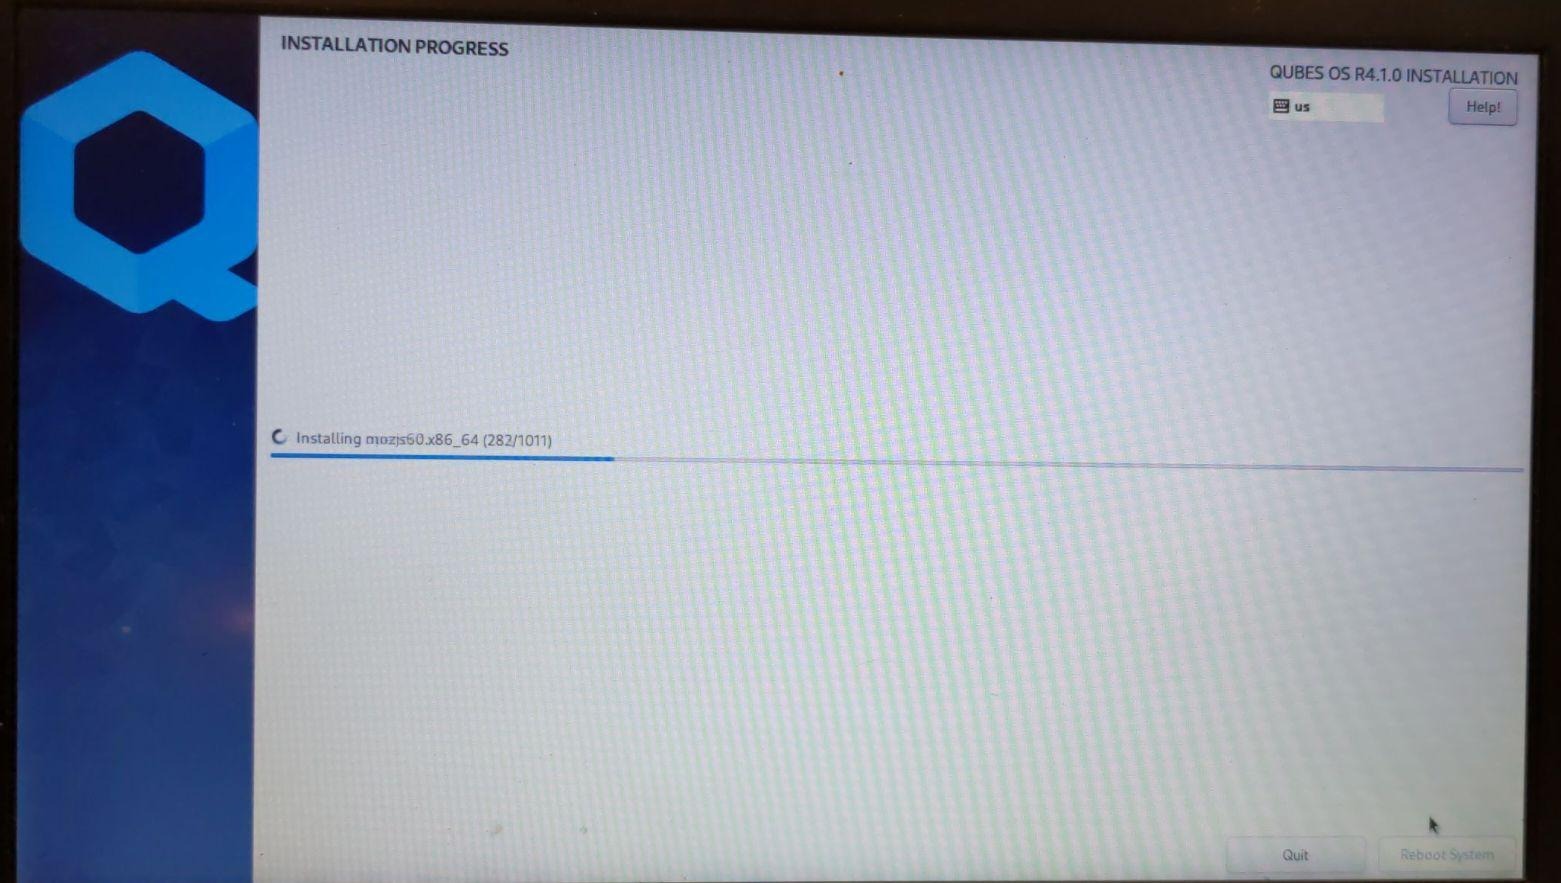 INSTALLATION PROGRESS
QUBES OS R4.1.0 INSTALLATION
us
Help!
Installing mozjs60.x86_64 (282/1011)
Quit
Reboot System